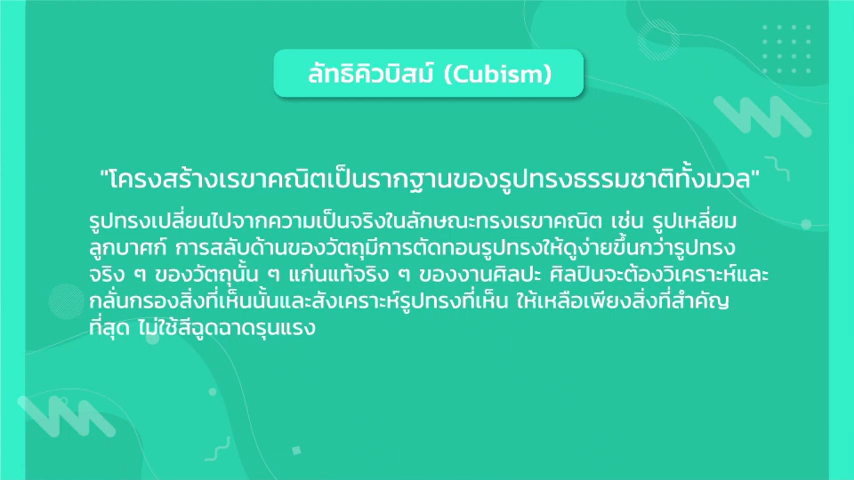 ลัทธิคิวบิสม์ (Cubism)
"โครงสร้างเรขาคณิตเป็นรากฐานของรูปทรงธรรมชาติทั้งมวล"
รูปทรงเปลี่ยนไปจากความเป็นจริงในลักษณะทรงเรขาคณิต เช่น รูปเหลี่ยม
ลูกบาศก์ การสลับด้านของวัตถุมีการตัดทอนรูปทรงให้ดูง่ายขึ้นกว่ารูปทรง
จริง ๆ ของวัตถุนั้น ๆ แก่นแท้จริง ๆ ของงานศิลปะ ศิลปินจะต้องวิเคราะห์และ
กลั่นกรองสิ่งที่เห็นนั้นและสังเคราะห์รูปทรงที่เห็น ให้เหลือเพียงสิ่งที่สำคัญ
ที่สุด ไม่ใช้สีฉูดฉาดรุนแรง